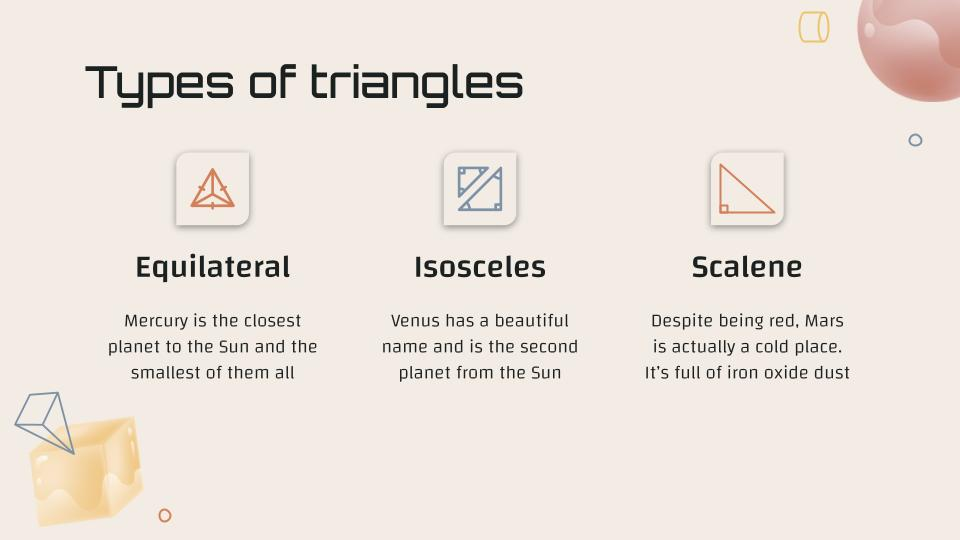 Types of triangles
Equilateral
Mercury is the closest
planet to the Sun and the
smallest of them all
Isosceles
Venus has a beautiful
name and is the second
planet from the Sun
Scalene
Despite being red, Mars
is actually a cold place.
It's full of iron oxide dust